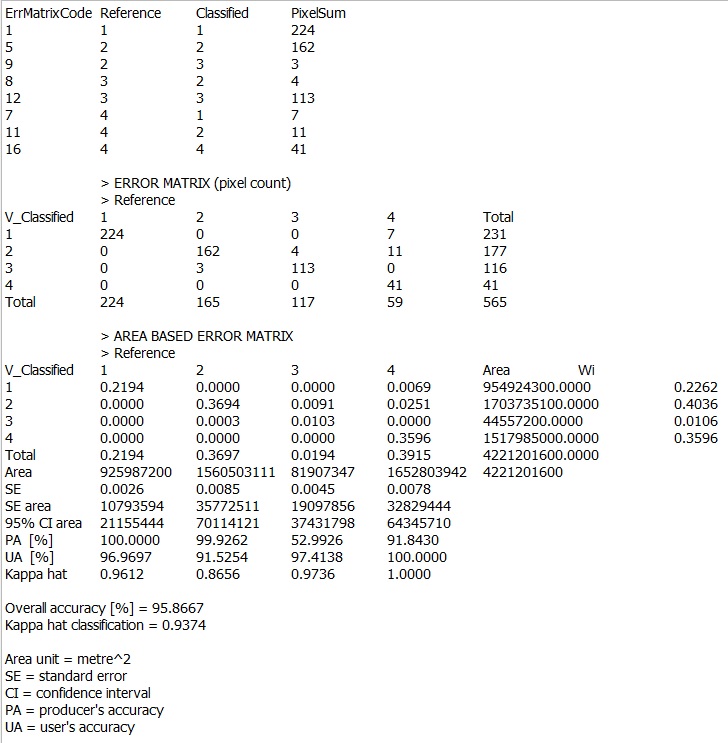 ErrMatrixCode Reference Classified PixelSum
1 1 1 224
5 2 2 162
9 2 3 3
8 3 2 4
12 3 3 113
7 4 1 7
11 4 2 11
16 4 4 41
> ERROR MATRIX (pixel count)
> Reference
V_Classified 1 2 3 4 Total
1 224 0 0 7 231
2 0 162 4 11 177
3 0 3 113 0 116
4 0 0 0 41 41
Total 224 165 117 59 565
> AREA BASED ERROR MATRIX
> Reference
V_Classified 1 2 3 4 Area Wi
1 0.2194 0.0000 0.0000 0.0069 954924300.0000 0.2262
2 0.0000 0.3694 0.0091 0.0251 1703735100.0000 0.4036
3 0.0000 0.0003 0.0103 0.0000 44557200.0000 0.0106
4 0.0000 0.0000 0.0000 0.3596 1517985000.0000 0.3596
Total 0.2194 0.3697 0.0194 0.3915 4221201600.0000
Area 925987200 1560503111 81907347 1652803942 4221201600
SE 0.0026 0.0085 0.0045 0.0078
SE area 10793594 35772511 19097856 32829444
95% CI area 21155444 70114121 37431798 64345710
PA [%] 100.0000 99.9262 52.9926 91.8430
UA [%] 96.9697 91.5254 97.4138 100.0000
Kappa hat 0.9612 0.8656 0.9736 1.0000
Overall accuracy [%] = 95.8667
Kappa hat classification = 0.9374
Area unit = metre^2
SE = standard error
CI = confidence interval
PA = producer's accuracy
UA = user's accuracy